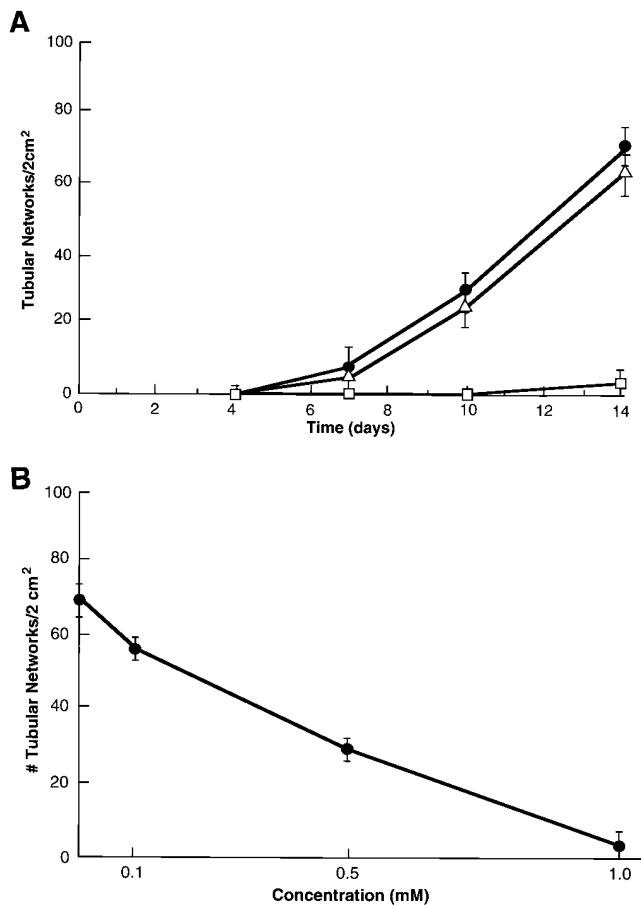 A
100
80
60
40
20
0
Tubular Networks/2cm²
0 2 4 6 8 10 12 14
Time (days)
B
100
80
60
40
20
0
# Tubular Networks/2 cm²
0.1 0.5 1.0
Concentration (mM)